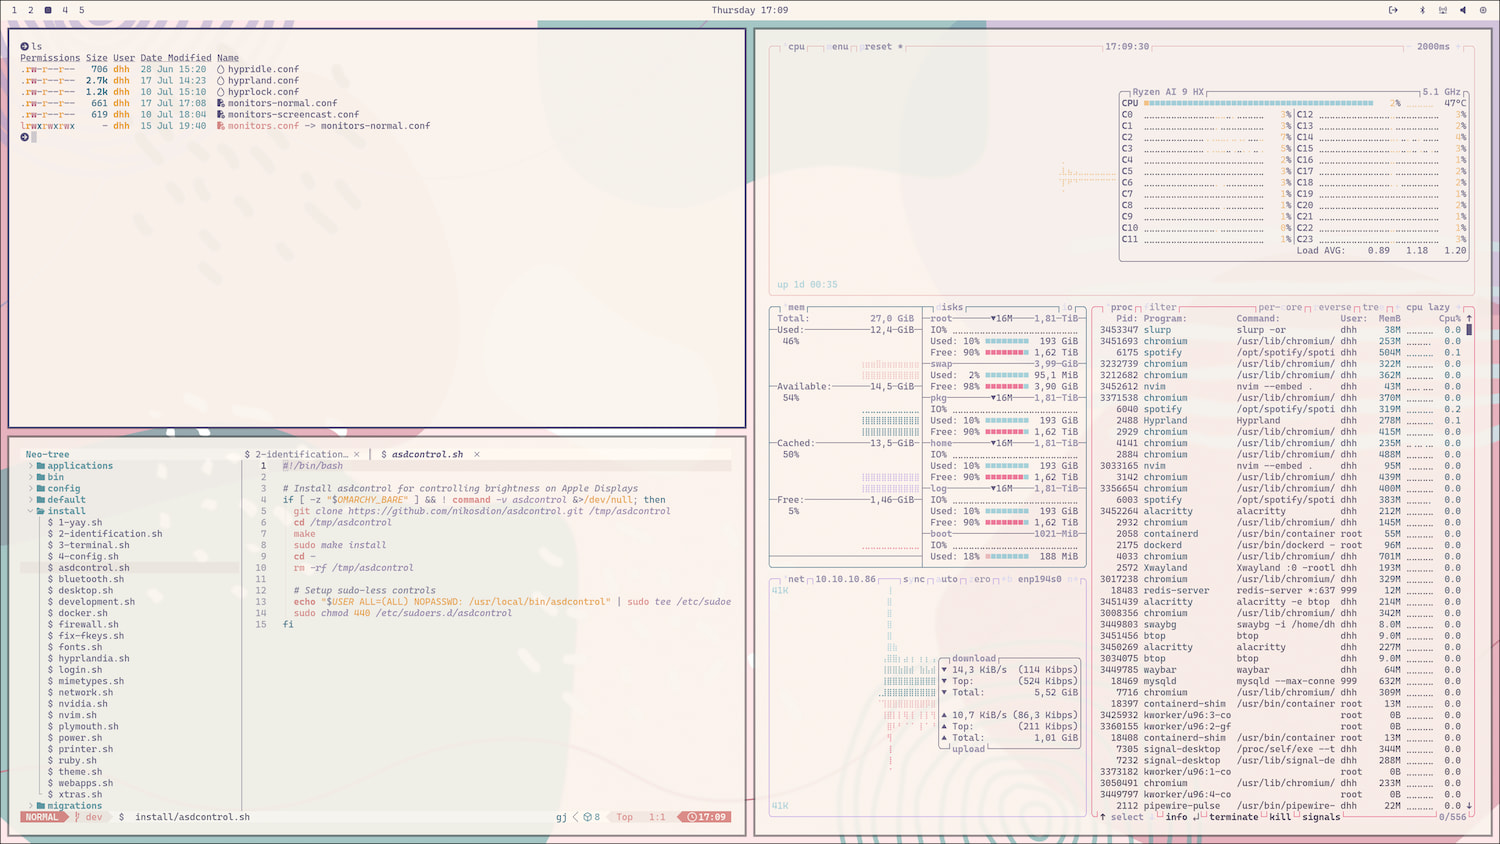 1 2 4 5
Thursday 17:09
ls
Permissions Size User Date Modified Name
.rw-r--r-- 706 dhh 28 Jun 15:20 hypridle.conf
.rw-r--r-- 2.7k dhh 17 Jul 14:23 hyprland.conf
.rw-r--r-- 1.2k dhh 10 Jul 15:10 hyprlock.conf
.rw-r--r-- 661 dhh 17 Jul 17:08 monitors-normal.conf
.rw-r--r-- 619 dhh 10 Jul 18:04 monitors-screencast.conf
lrwxrwxrwx - dhh 15 Jul 19:40 monitors.conf -> monitors-normal.conf
Neo-tree
applications
bin
config
default
install
$ 1-yay.sh
$ 2-identification.sh
$ 3-terminal.sh
$ 4-config.sh
$ asdcontrol.sh
$ bluetooth.sh
$ desktop.sh
$ development.sh
$ docker.sh
$ firewall.sh
$ fix-fkeys.sh
$ fonts.sh
$ hyprlandia.sh
$ login.sh
$ mimetypes.sh
$ network.sh
$ nvidia.sh
$ nvim.sh
$ plymouth.sh
$ power.sh
$ printer.sh
$ ruby.sh
$ theme.sh
$ webapps.sh
$ xtras.sh
migrations
$ 2-identification… × $ asdcontrol.sh ×
1 #!/bin/bash
2
3 # Install asdcontrol for controlling brightness on Apple Displays
4 if [ -z "$OMARCHY_BARE" ] && ! command -v asdcontrol &>/dev/null; then
5 git clone https://github.com/nikosdion/asdcontrol.git /tmp/asdcontrol
6 cd /tmp/asdcontrol
7 make
8 sudo make install
9 cd -
10 rm -rf /tmp/asdcontrol
11
12 # Setup sudo-less controls
13 echo "$USER ALL=(ALL) NOPASSWD: /usr/local/bin/asdcontrol" | sudo tee /etc/sudoe
14 sudo chmod 440 /etc/sudoers.d/asdcontrol
15 fi
NORMAL dev $ install/asdcontrol.sh gj 8 Top 1:1 17:09
cpu enu reset * 17:09:30 2000ms
Ryzen AI 9 HX 5.1 GHz
CPU 2% 47°C
C0 3% C12 3%
C1 3% C13 2%
C2 7% C14 4%
C3 5% C15 3%
C4 2% C16 1%
C5 3% C17 2%
C6 3% C18 2%
C7 1% C19 3%
C8 1% C20 2%
C9 1% C21 2%
C10 0% C22 1%
C11 1% C23 3%
Load AVG: 0.89 1.18 1.20
up 1d 00:35
mem
Total: 27,0 GiB
Used: 12,4 GiB
46%
Available: 14,5 GiB
54%
Cached: 13,5 GiB
50%
Free: 1,46 GiB
5%
isks io
root ▼16M 1,81 TiB
IO%
Used: 10% 193 GiB
Free: 90% 1,62 TiB
swap 3,99 GiB
Used: 2% 95,1 MiB
Free: 98% 3,90 GiB
pkg ▼16M 1,81 TiB
IO%
Used: 10% 193 GiB
Free: 90% 1,62 TiB
home ▼16M 1,81 TiB
IO%
Used: 10% 193 GiB
Free: 90% 1,62 TiB
log ▼16M 1,81 TiB
IO%
Used: 10% 193 GiB
Free: 90% 1,62 TiB
boot 1021 MiB
IO%
Used: 18% 188 MiB
net 10.10.10.86 sync auto ero enp194s0
41K
download
▼ 14,3 KiB/s (114 Kibps)
▼ Top: (524 Kibps)
▼ Total: 5,52 GiB
▲ 10,7 KiB/s (86,3 Kibps)
▲ Top: (211 Kibps)
▲ Total: 1,01 GiB
upload
41K
proc ilter per- ore everse tre cpu lazy
Pid: Program: Command: User: MemB Cpu% ↑
3453347 slurp slurp -or dhh 38M 0.0
3451693 chromium /usr/lib/chromium/ dhh 253M 0.0
6175 spotify /opt/spotify/spoti dhh 504M 0.1
3232739 chromium /usr/lib/chromium/ dhh 322M 0.0
3212682 chromium /usr/lib/chromium/ dhh 362M 0.0
3452612 nvim nvim --embed . dhh 43M 0.0
3371538 chromium /usr/lib/chromium/ dhh 370M 0.0
6040 spotify /opt/spotify/spoti dhh 319M 0.2
2488 Hyprland Hyprland dhh 278M 0.1
2929 chromium /usr/lib/chromium/ dhh 415M 0.0
4141 chromium /usr/lib/chromium/ dhh 235M 0.0
2884 chromium /usr/lib/chromium/ dhh 488M 0.0
3033165 nvim nvim --embed dhh 95M 0.0
3142 chromium /usr/lib/chromium/ dhh 439M 0.0
3356654 chromium /usr/lib/chromium/ dhh 400M 0.0
6003 spotify /opt/spotify/spoti dhh 383M 0.0
3452264 alacritty alacritty dhh 212M 0.0
2932 chromium /usr/lib/chromium/ dhh 145M 0.0
2058 containerd /usr/bin/container root 55M 0.0
2175 dockerd /usr/bin/dockerd - root 96M 0.0
4033 chromium /usr/lib/chromium/ dhh 701M 0.0
2572 Xwayland Xwayland :0 -rootl dhh 193M 0.0
3017238 chromium /usr/lib/chromium/ dhh 329M 0.0
18483 redis-server redis-server *:637 999 12M 0.0
3451439 alacritty alacritty -e btop dhh 214M 0.0
3008356 chromium /usr/lib/chromium/ dhh 342M 0.0
3449803 swaybg swaybg -i /home/dh dhh 8.0M 0.0
3451456 btop btop dhh 9.0M 0.0
3450269 alacritty alacritty dhh 227M 0.0
3034075 btop btop dhh 9.0M 0.0
3449785 waybar waybar dhh 64M 0.0
18469 mysqld mysqld --max-conne 999 632M 0.0
7716 chromium /usr/lib/chromium/ dhh 309M 0.0
18397 containerd-shim /usr/bin/container root 13M 0.0
3425932 kworker/u96:3-co root 0B 0.0
3360155 kworker/u96:2-gf root 0B 0.0
18408 containerd-shim /usr/bin/container root 13M 0.0
7305 signal-desktop /proc/self/exe --t dhh 344M 0.0
7232 signal-desktop /usr/lib/signal-de dhh 288M 0.0
3373182 kworker/u96:1-co root 0B 0.0
3050491 chromium /usr/lib/chromium/ dhh 233M 0.0
3449797 kworker/u96:4-co root 0B 0.0
2112 pipewire-pulse /usr/bin/pipewire- dhh 22M 0.0 ↓
↑ select info ↵ terminate kill signals 0/556